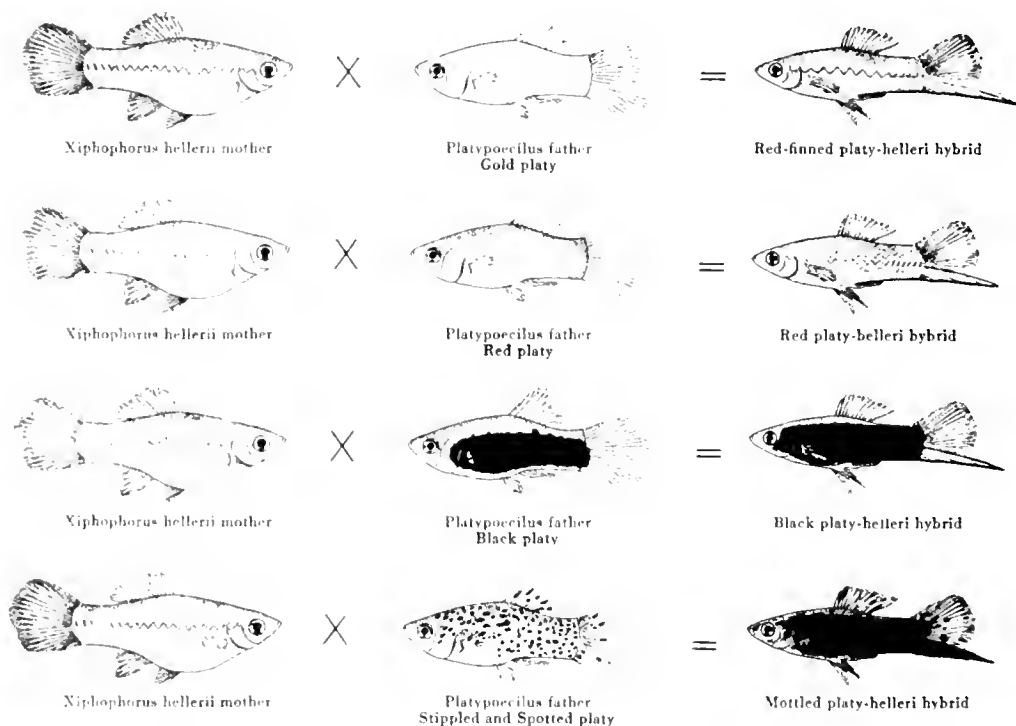 Xiphophorus hellerii mother
X
Platypoecilus father
Gold platy
=
Red-finned platy-helleri hybrid
Xiphophorus hellerii mother
X
Platypoecilus father
Red platy
=
Red platy-belleri hybrid
Xiphophorus hellerii mother
X
Platypoecilus father
Black platy
=
Black platy-helleri hybrid
Xiphophorus hellerii mother
X
Platypoecilus father
Stippled and Spotted platy
=
Mottled platy-helleri hybrid